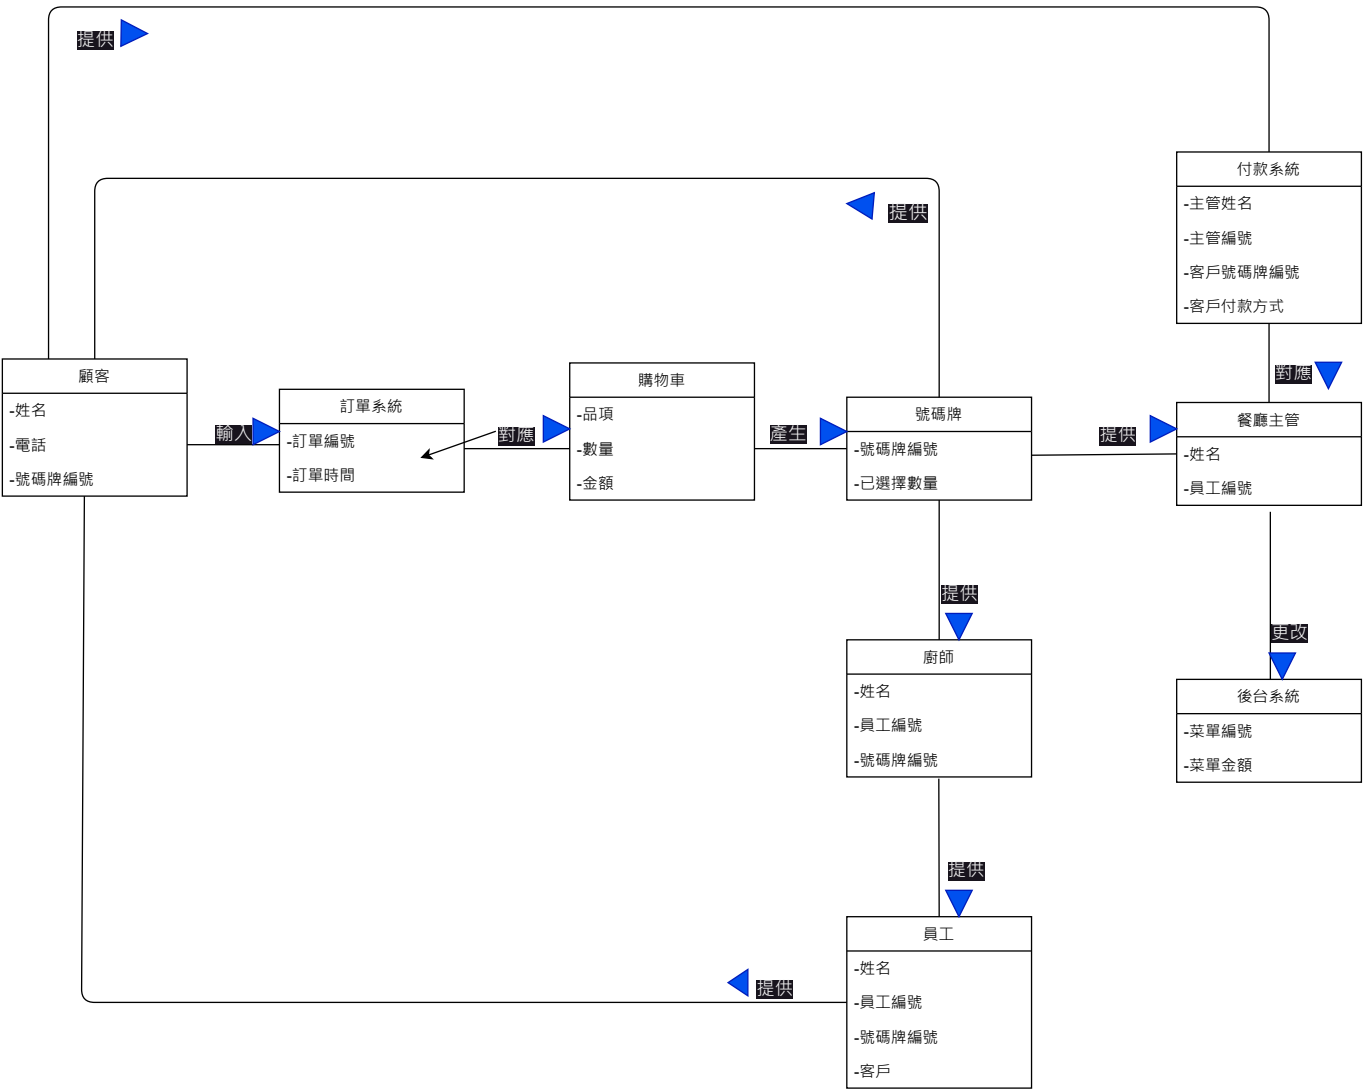 提供
付款系統
-主管姓名
-主管編號
-客戶號碼牌編號
-客戶付款方式
提供
對應
顧客
-姓名
-電話
-號碼牌編號
輸入
訂單系統
-訂單編號
-訂單時間
對應
購物車
-品項
-數量
-金額
產生
號碼牌
-號碼牌編號
-已選擇數量
提供
餐廳主管
-姓名
-員工編號
提供
更改
廚師
-姓名
-員工編號
-號碼牌編號
後台系統
-菜單編號
-菜單金額
提供
員工
-姓名
-員工編號
-號碼牌編號
-客戶
提供